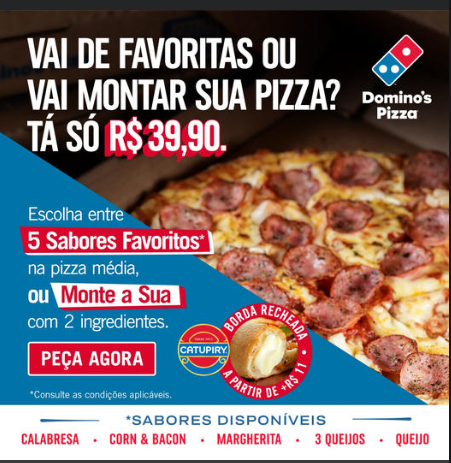 VAI DE FAVORITAS OU
VAI MONTAR SUA PIZZA?
TÁ SÓ R$ 39,90.
Domino's
Pizza
Escolha entre
5 Sabores Favoritos*
na pizza média,
ou Monte a Sua
com 2 ingredientes.
PEÇA AGORA
CATUPIRY
BORDA RECHEADA
A PARTIR DE +R$ 11
*Consulte as condições aplicáveis.
*SABORES DISPONÍVEIS
CALABRESA • CORN & BACON • MARGHERITA • 3 QUEIJOS • QUEIJO